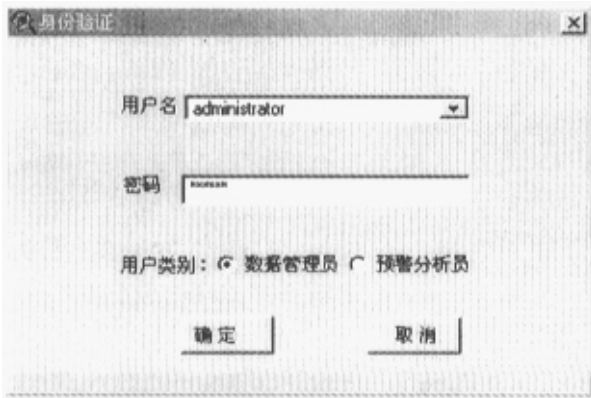 身份验证
用户名 administrator
密码
用户类别： 数据管理员 预警分析员
确定 取消